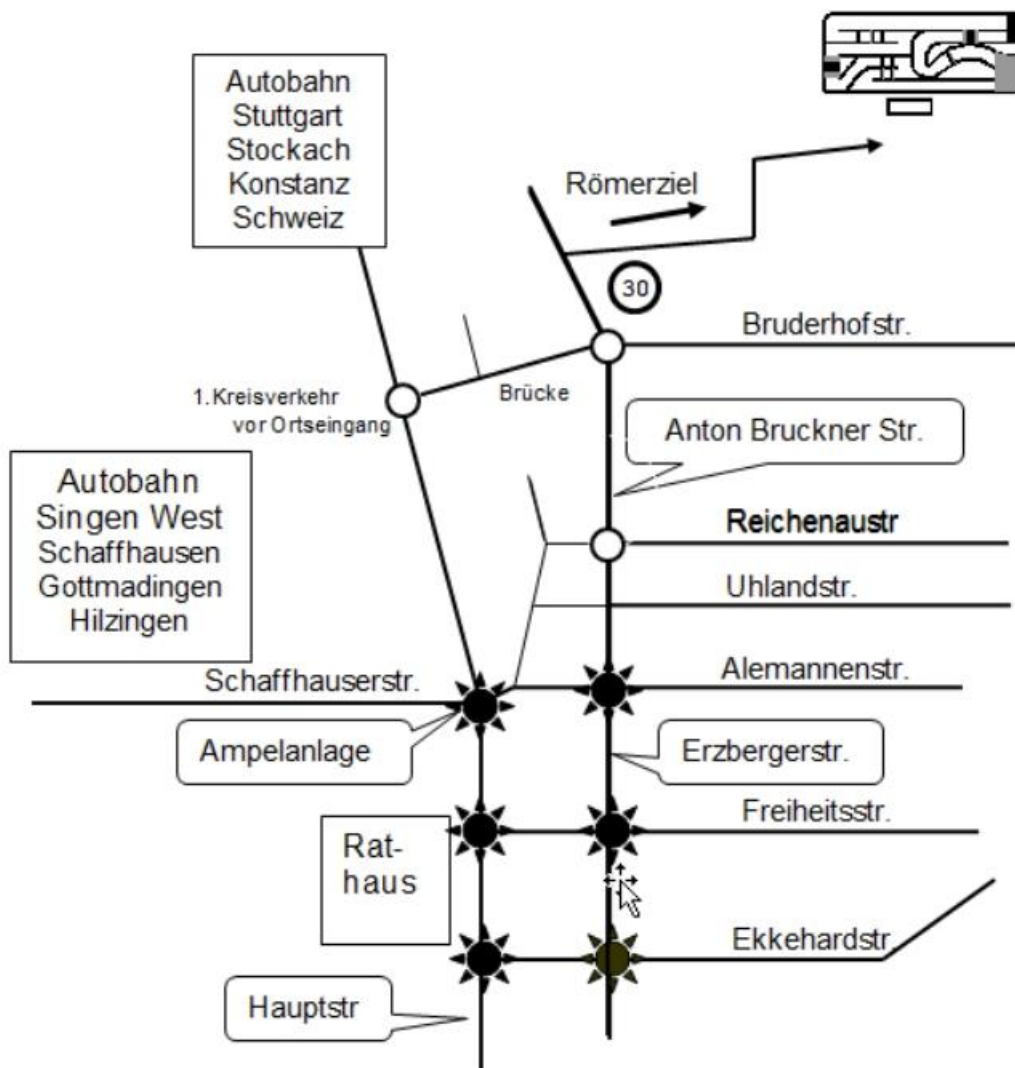 Autobahn
Stuttgart
Stockach
Konstanz
Schweiz
Römerziel
30
Bruderhofstr.
1.Kreisverkehr
vor Ortseingang
Brücke
Anton Bruckner Str.
Autobahn
Singen West
Schaffhausen
Gottmadingen
Hilzingen
Reichenaustr
Uhlandstr.
Schaffhauserstr.
Alemannenstr.
Ampelanlage
Erzbergerstr.
Freiheitsstr.
Rat-
haus
Ekkehardstr.
Hauptstr